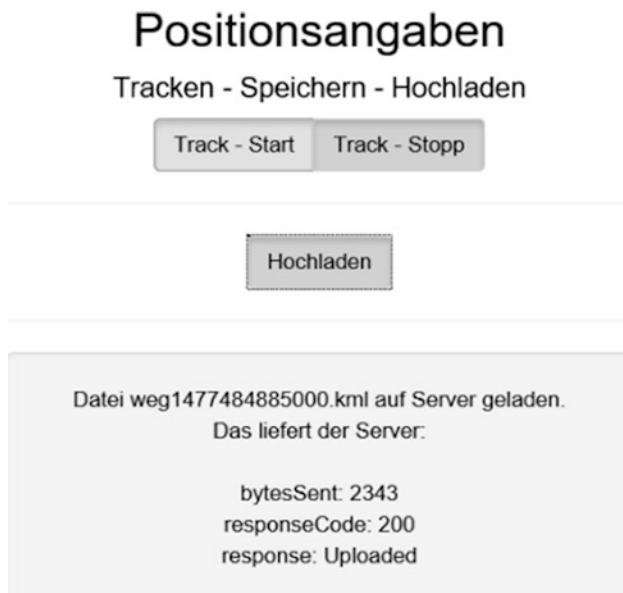 Positionsangaben
Tracken - Speichern - Hochladen
Track - Start Track - Stopp
Hochladen
Datei weg1477484885000.kml auf Server geladen.
Das liefert der Server:
bytesSent: 2343
responseCode: 200
response: Uploaded